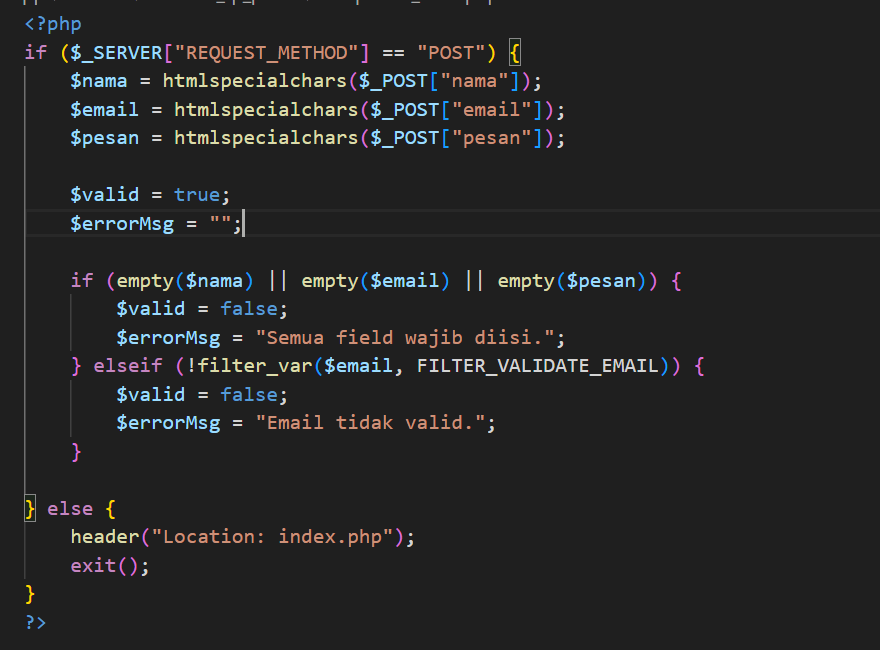 <?php
if ($_SERVER["REQUEST_METHOD"] == "POST") {
    $nama = htmlspecialchars($_POST["nama"]);
    $email = htmlspecialchars($_POST["email"]);
    $pesan = htmlspecialchars($_POST["pesan"]);

    $valid = true;
    $errorMsg = "";

    if (empty($nama) || empty($email) || empty($pesan)) {
        $valid = false;
        $errorMsg = "Semua field wajib diisi.";
    } elseif (!filter_var($email, FILTER_VALIDATE_EMAIL)) {
        $valid = false;
        $errorMsg = "Email tidak valid.";
    }

} else {
    header("Location: index.php");
    exit();
}
?>